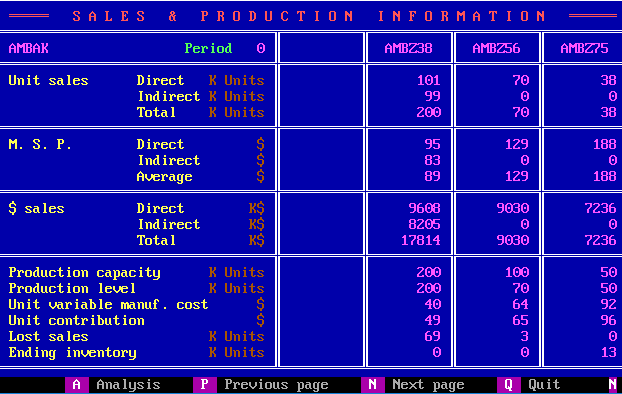 SALES & PRODUCTION INFORMATION
AMBAK Period 0 AMBZ38 AMBZ56 AMBZ75
Unit sales Direct K Units 101 70 38
Indirect K Units 99 0 0
Total K Units 200 70 38
M. S. P. Direct $ 95 129 188
Indirect $ 83 0 0
Average $ 89 129 188
$ sales Direct K$ 9608 9030 7236
Indirect K$ 8205 0 0
Total K$ 17814 9030 7236
Production capacity K Units 200 100 50
Production level K Units 200 70 50
Unit variable manuf. cost $ 40 64 92
Unit contribution $ 49 65 96
Lost sales K Units 69 3 0
Ending inventory K Units 0 0 13
A Analysis P Previous page N Next page Q Quit N